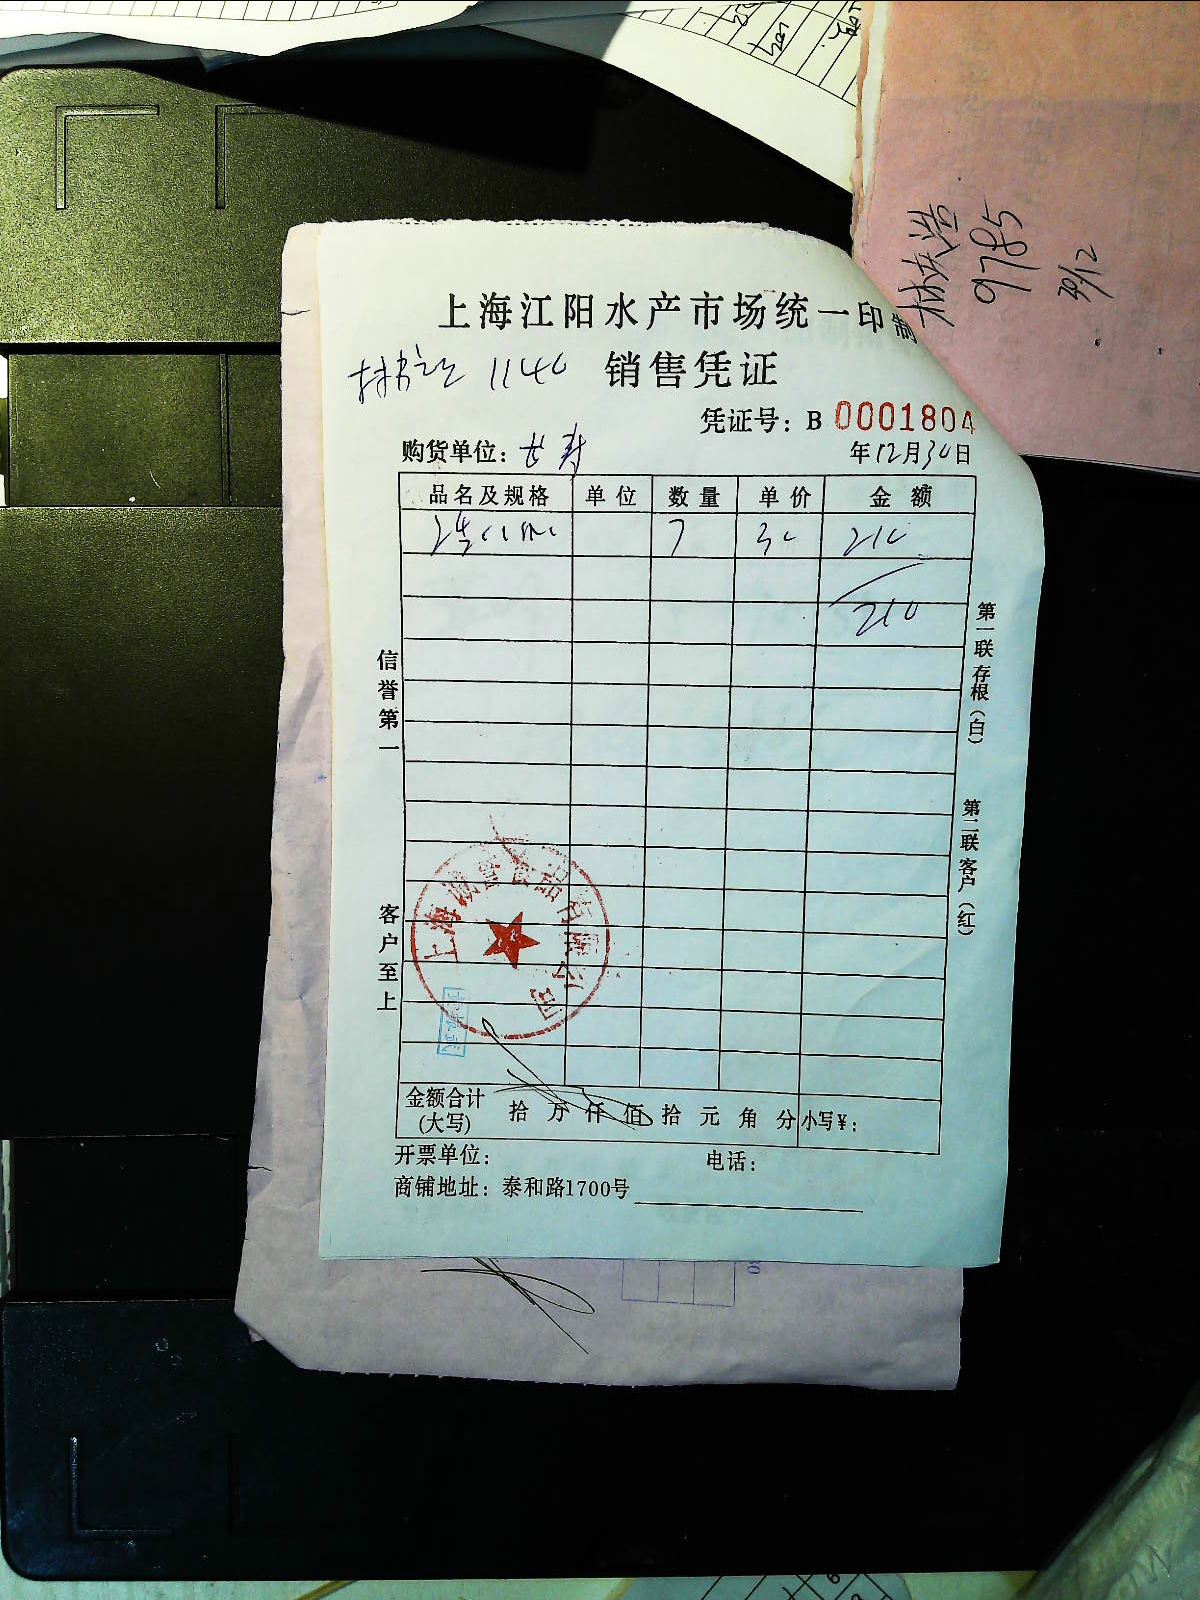 上海江阳水产市场统一印制
1140 销售凭证
凭证号：B 0001804
购货单位：
年12月30日
品名及规格 单位 数量 单价 金额
7 30 210
210
信誉第一
客户至上
第一联存根（白）
第二联客户（红）
金额合计（大写） 拾 万 仟 佰 拾 元 角 分 小写¥：
开票单位： 电话：
商铺地址：泰和路1700号
9785
30/12